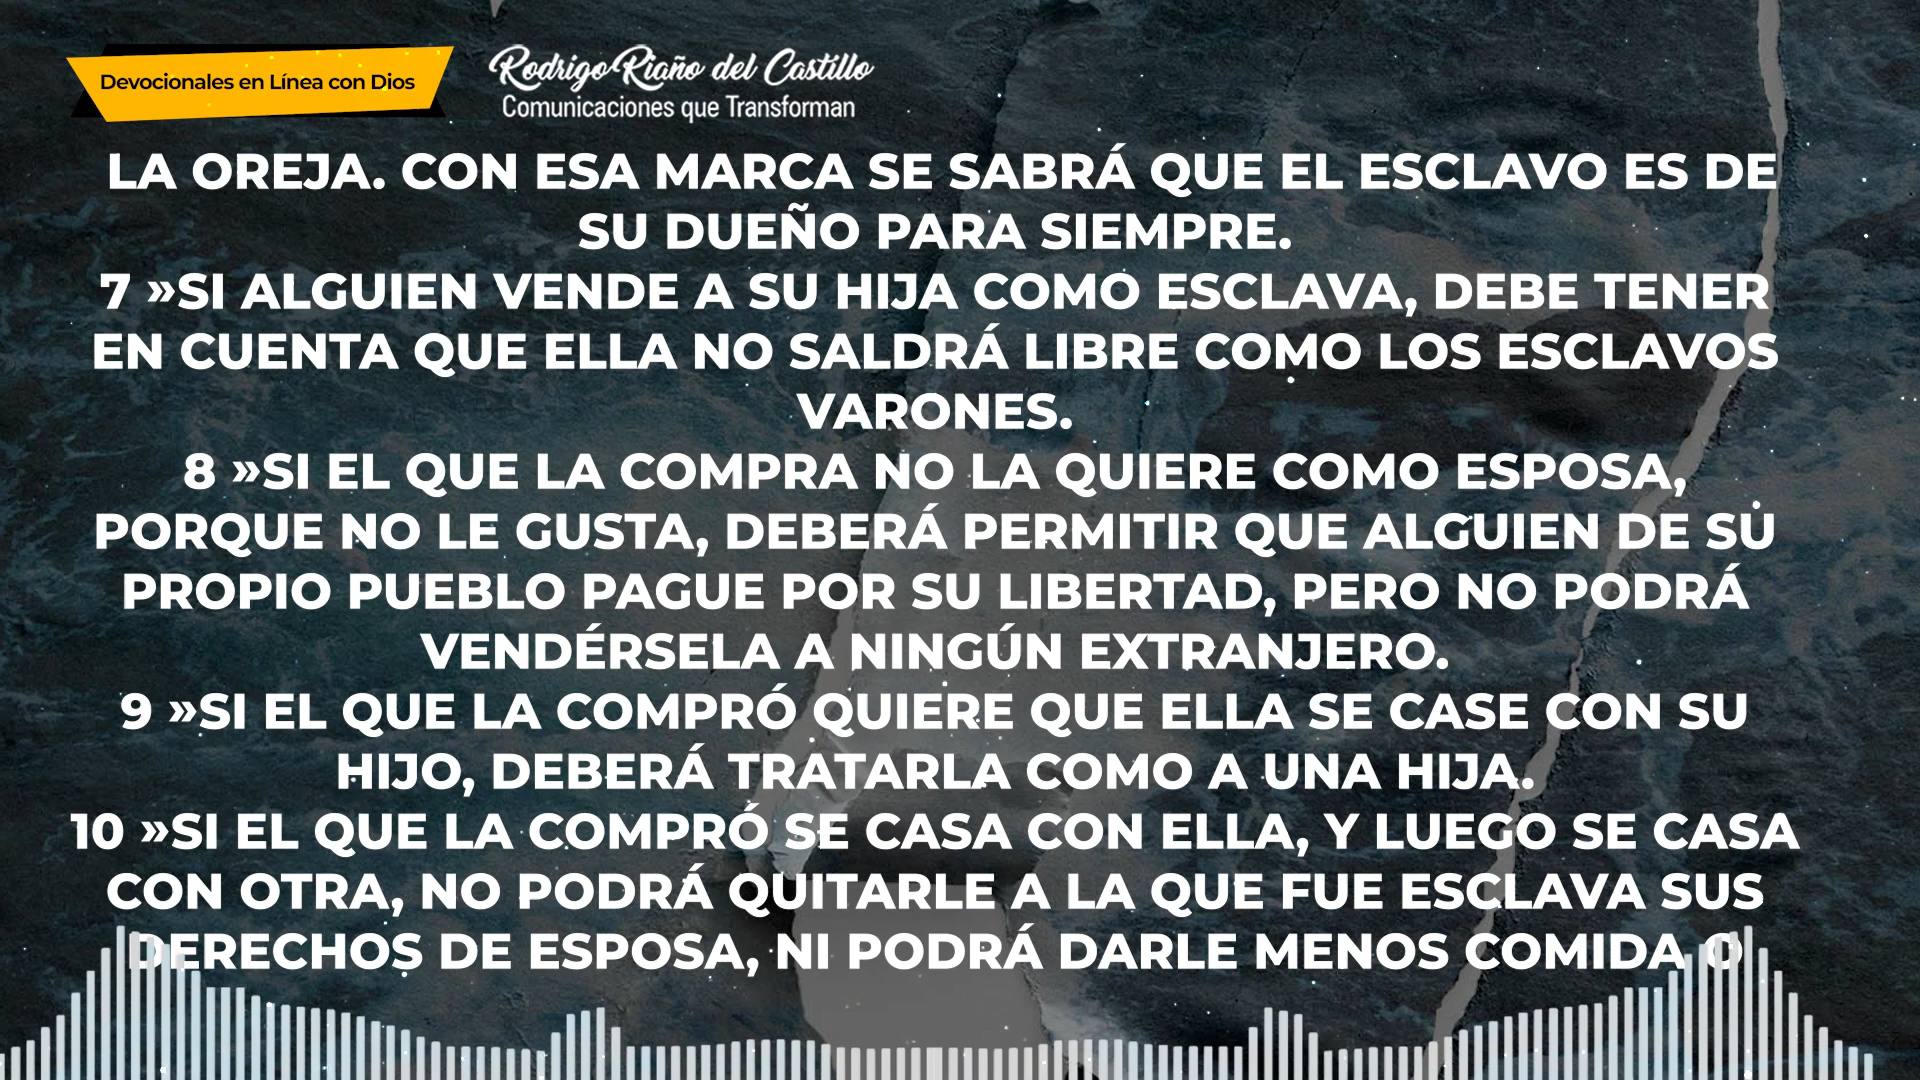 Devocionales en Línea con Dios
Rodrigo Riaño del Castillo
Comunicaciones que Transforman
LA OREJA. CON ESA MARCA SE SABRÁ QUE EL ESCLAVO ES DE
SU DUEÑO PARA SIEMPRE.
7 »SI ALGUIEN VENDE A SU HIJA COMO ESCLAVA, DEBE TENER
EN CUENTA QUE ELLA NO SALDRÁ LIBRE COMO LOS ESCLAVOS
VARONES.
8 »SI EL QUE LA COMPRA NO LA QUIERE COMO ESPOSA,
PORQUE NO LE GUSTA, DEBERÁ PERMITIR QUE ALGUIEN DE SU
PROPIO PUEBLO PAGUE POR SU LIBERTAD, PERO NO PODRÁ
VENDÉRSELA A NINGÚN EXTRANJERO.
9 »SI EL QUE LA COMPRÓ QUIERE QUE ELLA SE CASE CON SU
HIJO, DEBERÁ TRATARLA COMO A UNA HIJA.
10 »SI EL QUE LA COMPRÓ SE CASA CON ELLA, Y LUEGO SE CASA
CON OTRA, NO PODRÁ QUITARLE A LA QUE FUE ESCLAVA SUS
DERECHOS DE ESPOSA, NI PODRÁ DARLE MENOS COMIDA O